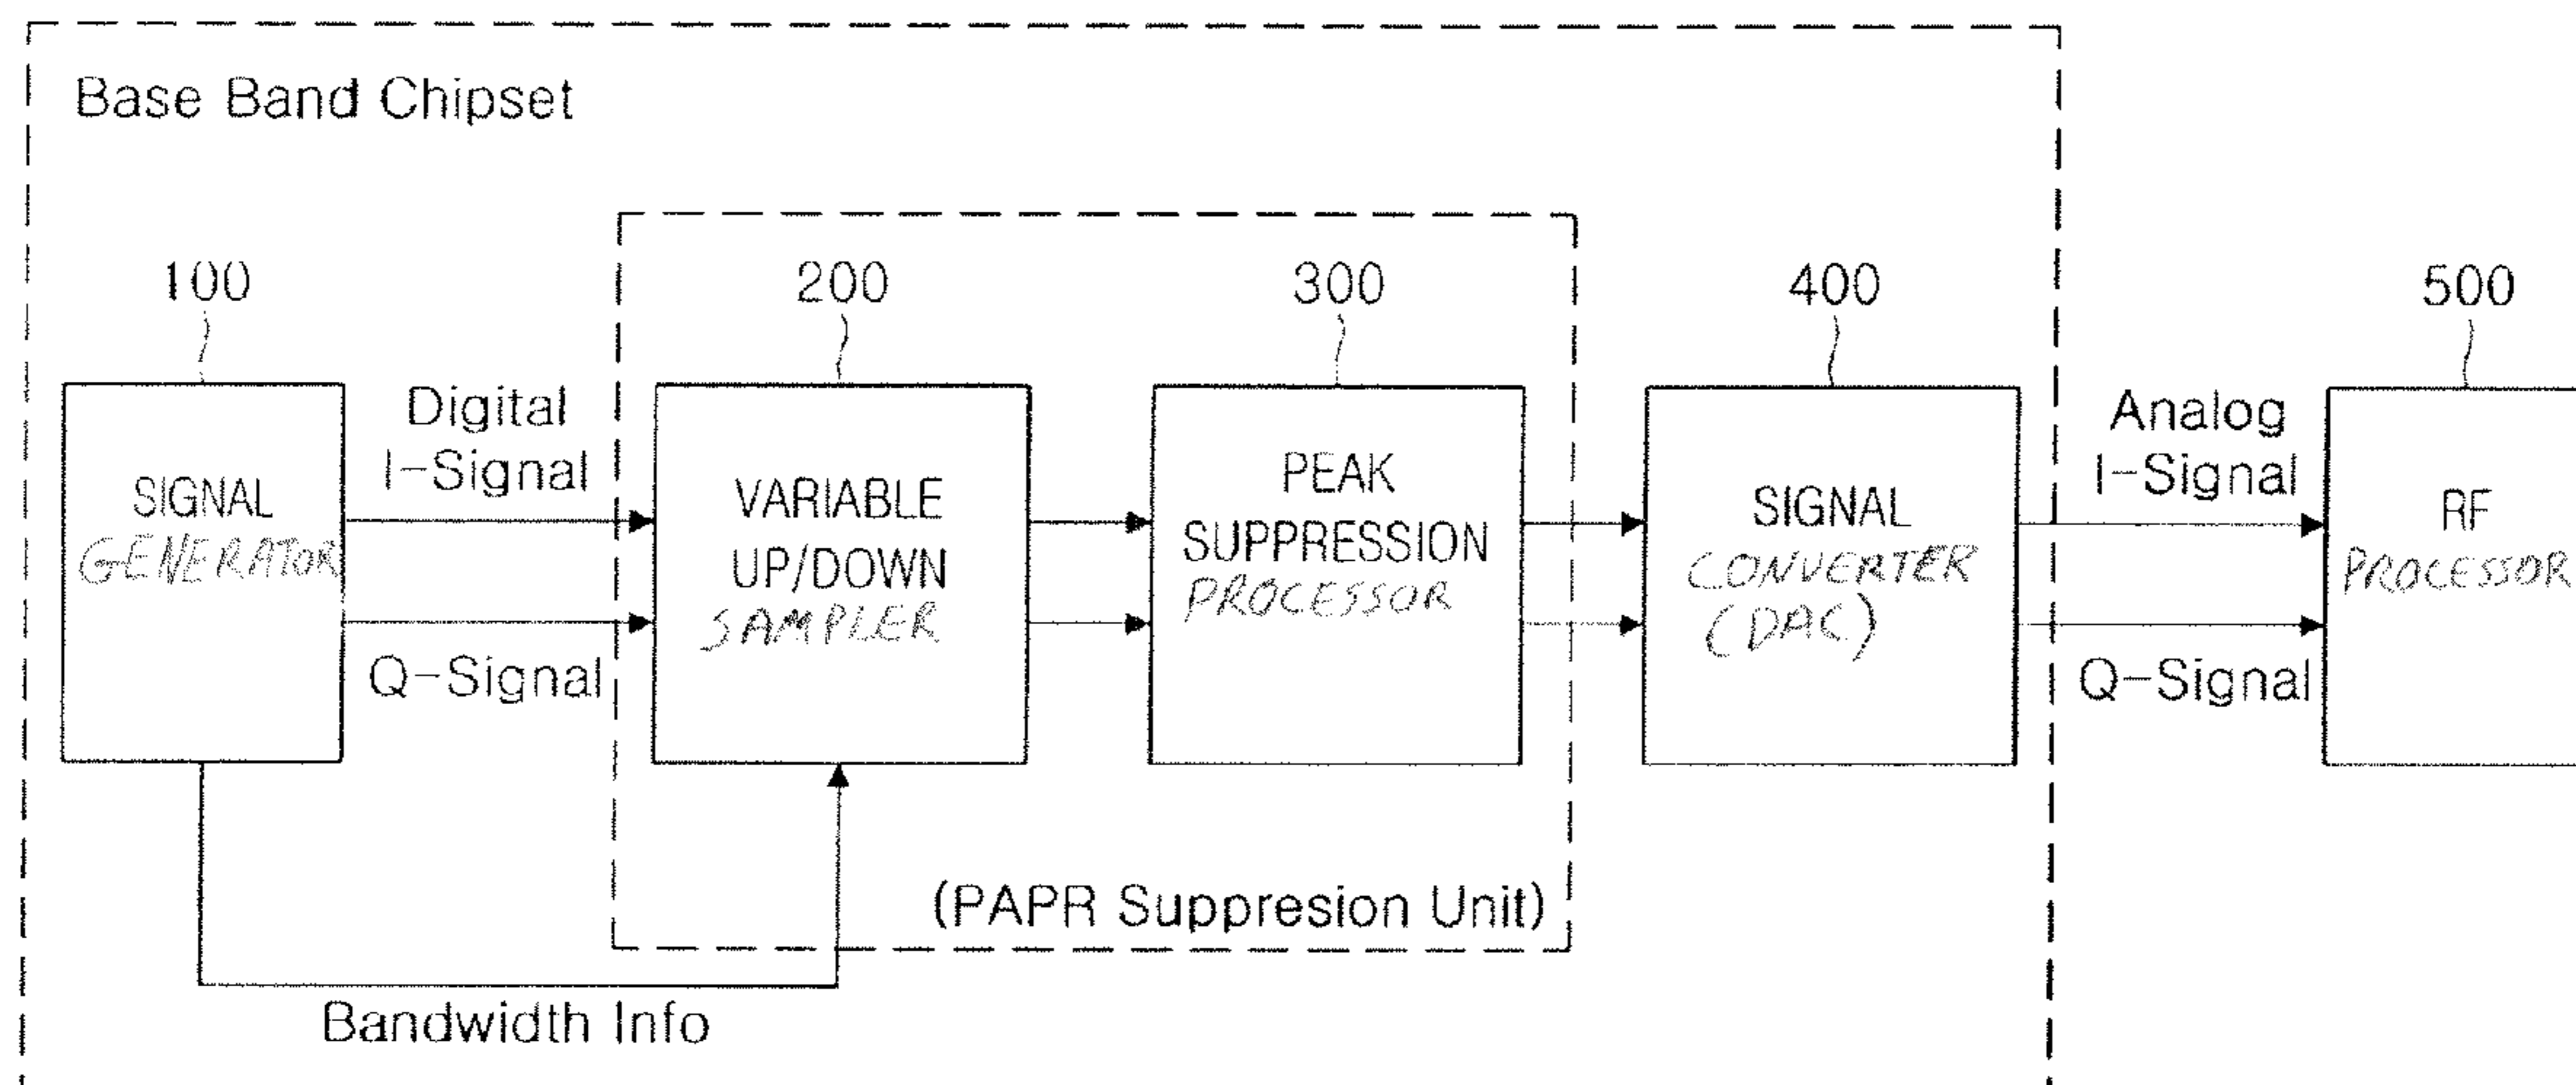 Base Band Chipset
100
200
300
400
500
SIGNAL
GENERATOR
Digital
I-Signal
Q-Signal
VARIABLE
UP/DOWN
SAMPLER
PEAK
SUPPRESSION
PROCESSOR
SIGNAL
CONVERTER
(DAC)
Analog
I-Signal
Q-Signal
RF
PROCESSOR
(PAPR Suppresion Unit)
Bandwidth Info